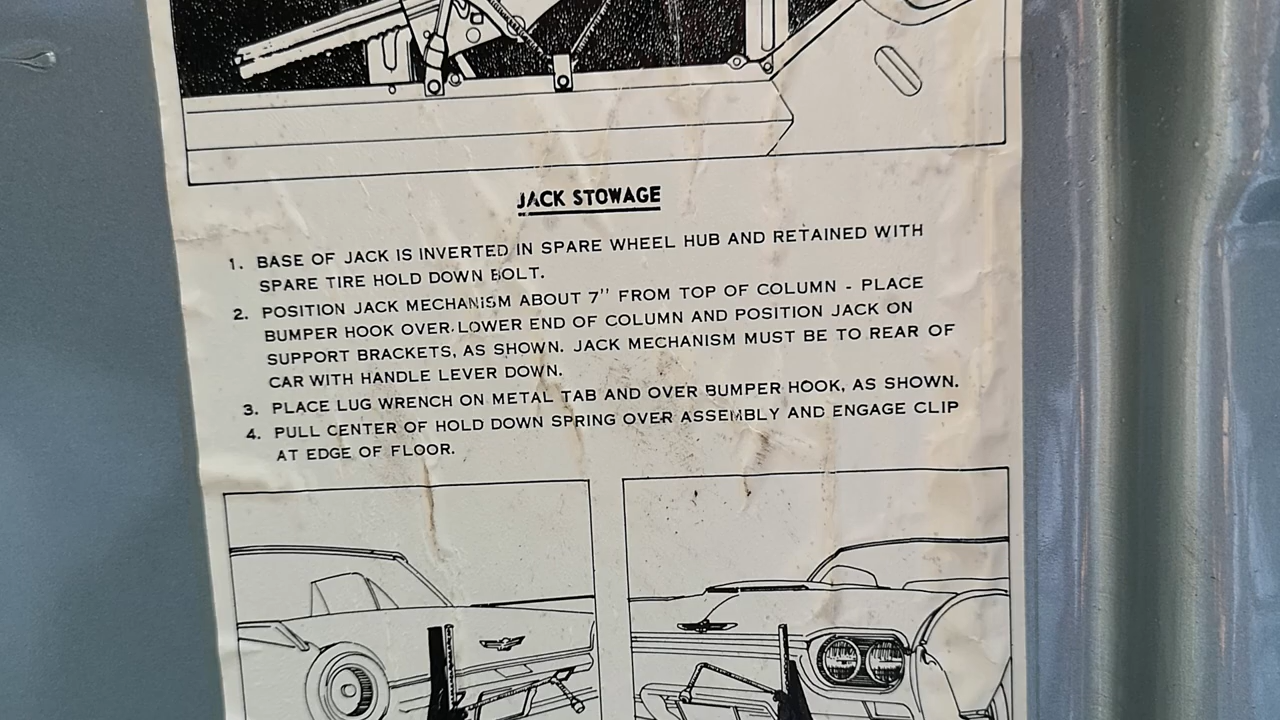 JACK STOWAGE
1. BASE OF JACK IS INVERTED IN SPARE WHEEL HUB AND RETAINED WITH
SPARE TIRE HOLD DOWN BOLT.
2. POSITION JACK MECHANISM ABOUT 7" FROM TOP OF COLUMN - PLACE
BUMPER HOOK OVER LOWER END OF COLUMN AND POSITION JACK ON
SUPPORT BRACKETS, AS SHOWN. JACK MECHANISM MUST BE TO REAR OF
CAR WITH HANDLE LEVER DOWN.
3. PLACE LUG WRENCH ON METAL TAB AND OVER BUMPER HOOK, AS SHOWN.
4. PULL CENTER OF HOLD DOWN SPRING OVER ASSEMBLY AND ENGAGE CLIP
AT EDGE OF FLOOR.